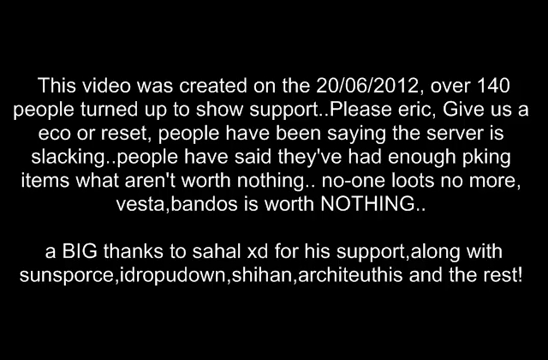 This video was created on the 20/06/2012, over 140
people turned up to show support..Please eric, Give us a
eco or reset, people have been saying the server is
slacking..people have said they've had enough pking
items what aren't worth nothing.. no-one loots no more,
vesta,bandos is worth NOTHING..
a BIG thanks to sahal xd for his support,along with
sunsporce,idropudown,shihan,architeuthis and the rest!